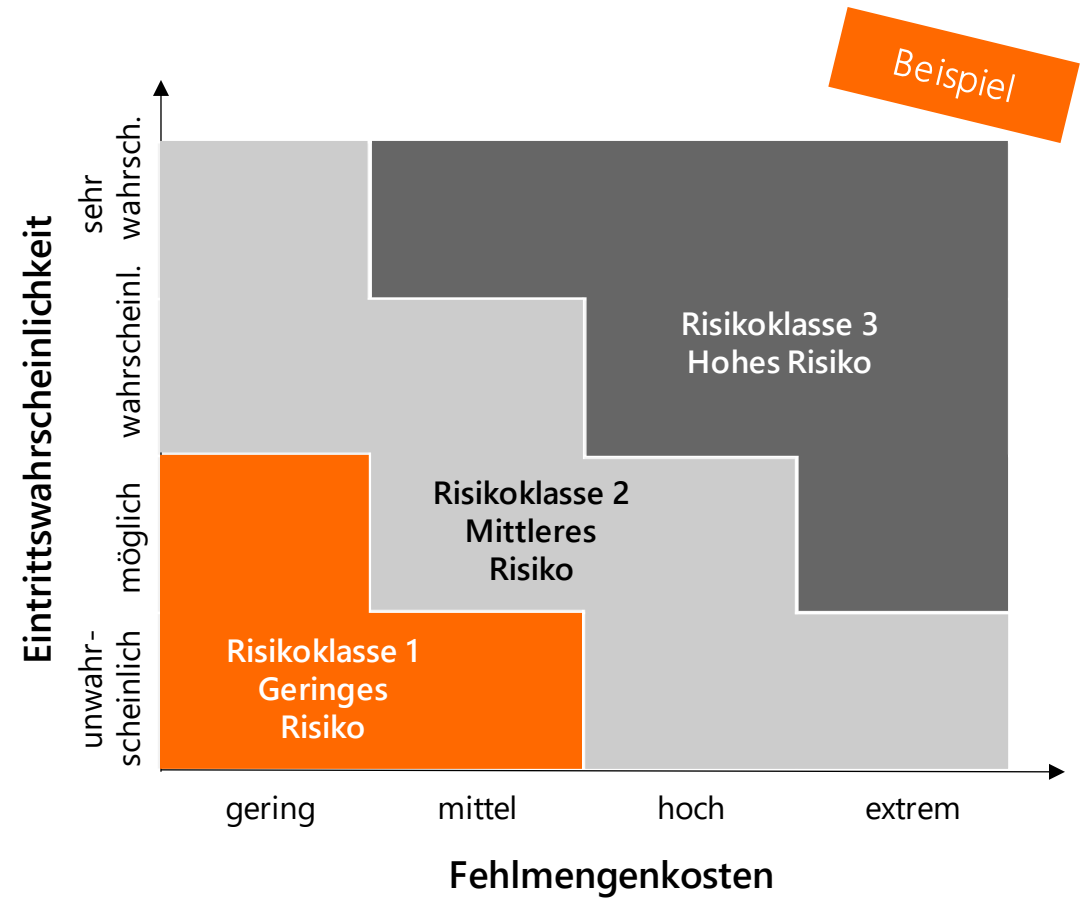 Beispiel
Eintrittswahrscheinlichkeit
sehr
wahrsch.
wahrscheinl.
möglich
unwahr-
scheinlich
Risikoklasse 3
Hohes Risiko
Risikoklasse 2
Mittleres
Risiko
Risikoklasse 1
Geringes
Risiko
gering
mittel
hoch
extrem
Fehlmengenkosten